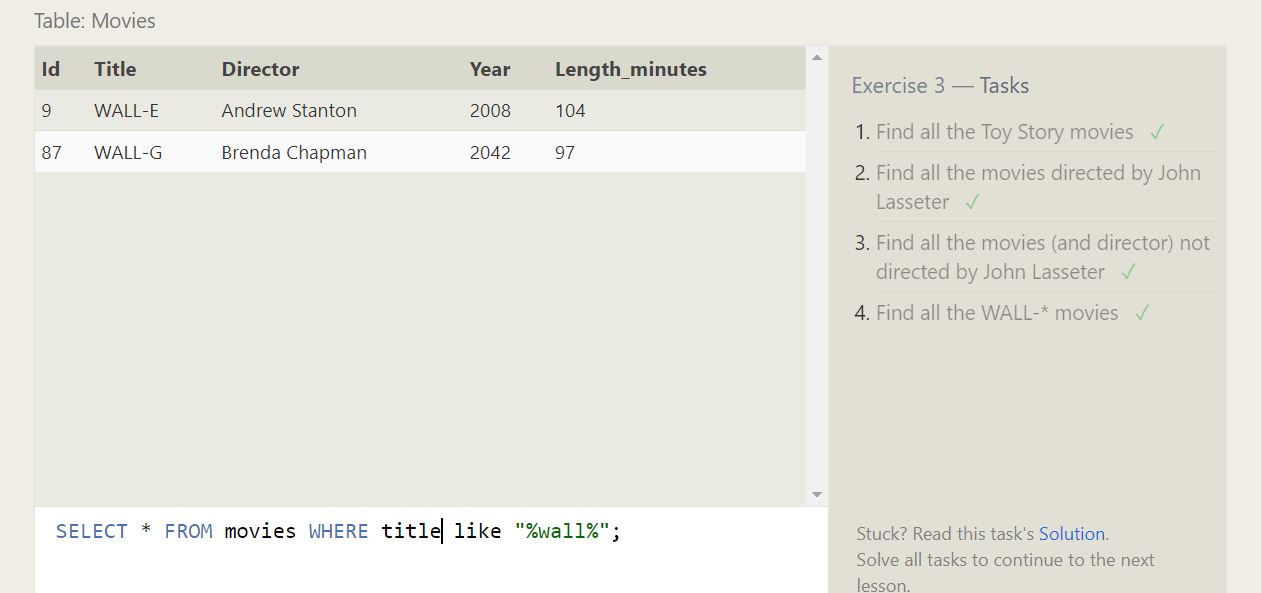 Table: Movies
Id Title Director Year Length_minutes
9 WALL-E Andrew Stanton 2008 104
87 WALL-G Brenda Chapman 2042 97
SELECT * FROM movies WHERE title like "%wall%";
Exercise 3 — Tasks
1. Find all the Toy Story movies ✓
2. Find all the movies directed by John
Lasseter ✓
3. Find all the movies (and director) not
directed by John Lasseter ✓
4. Find all the WALL-* movies ✓
Stuck? Read this task's Solution.
Solve all tasks to continue to the next
lesson.